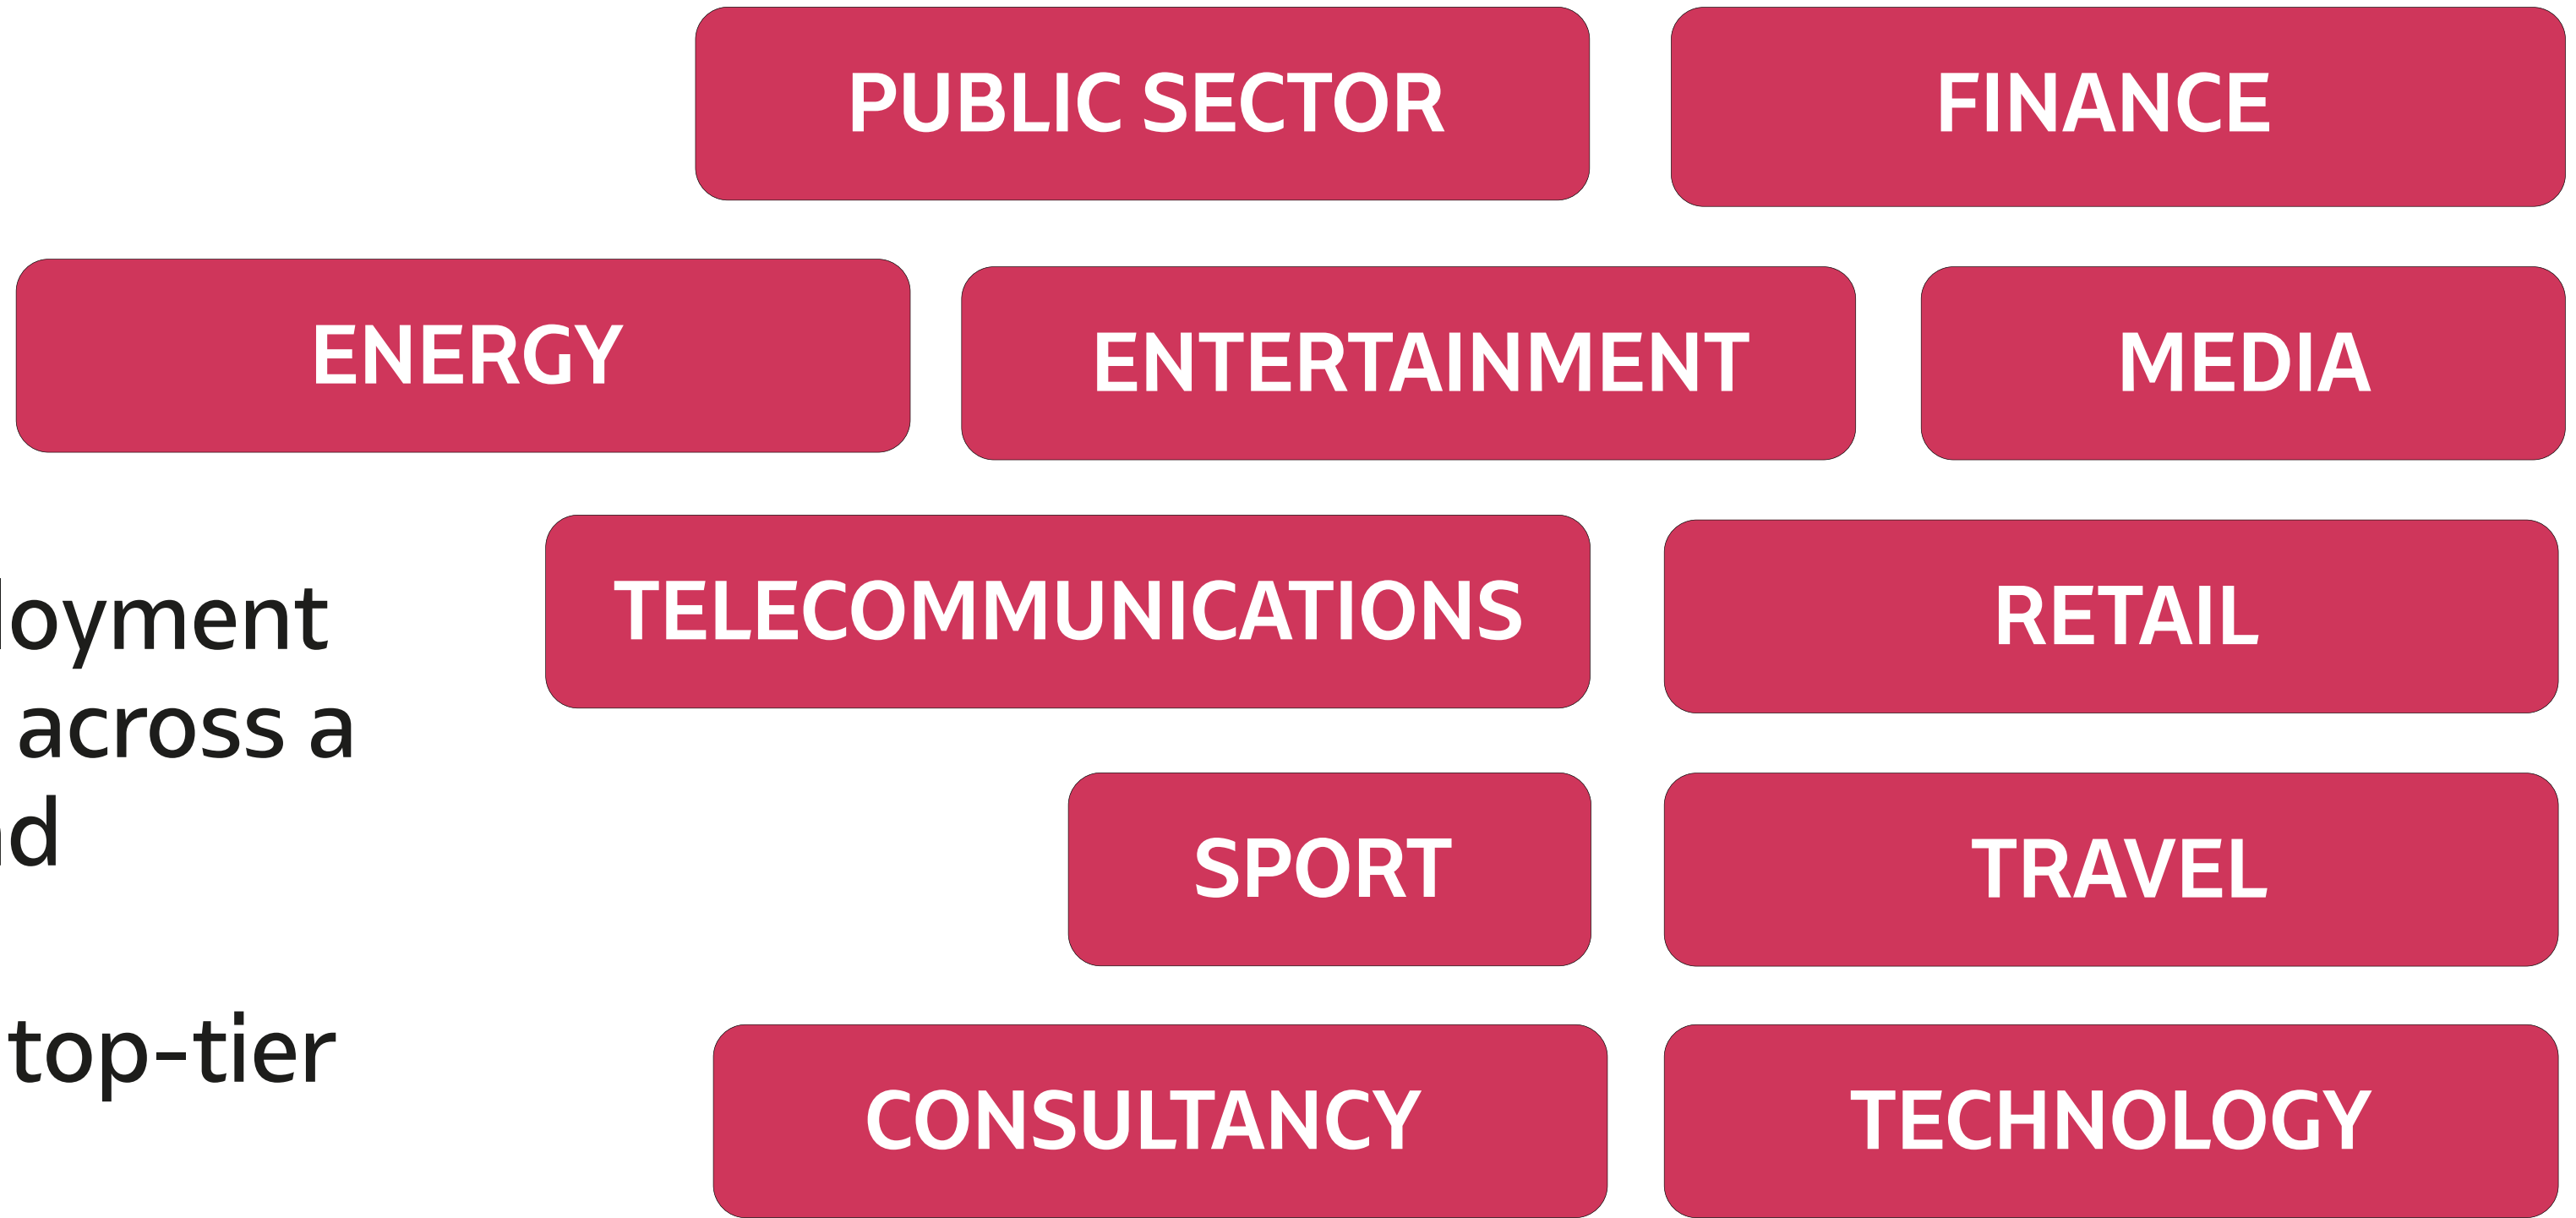 PUBLIC SECTOR
FINANCE
ENERGY
ENTERTAINMENT
MEDIA
TELECOMMUNICATIONS
RETAIL
SPORT
TRAVEL
CONSULTANCY
TECHNOLOGY
loyment
across a
d
top-tier